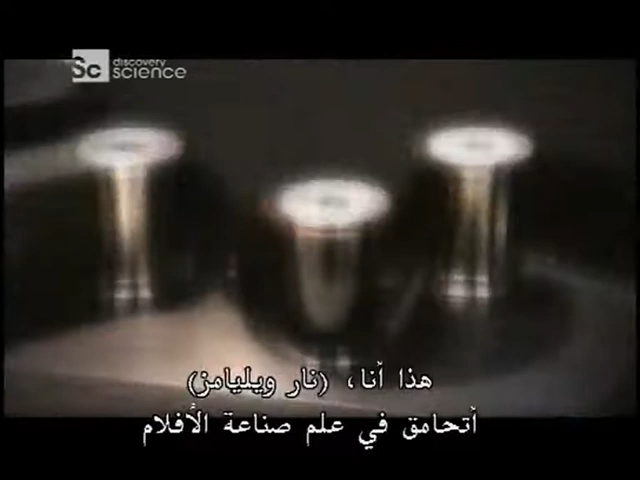 Sc discovery
science
هذا أنا، (نار ويليامز)
أتحامق في علم صناعة الأفلام